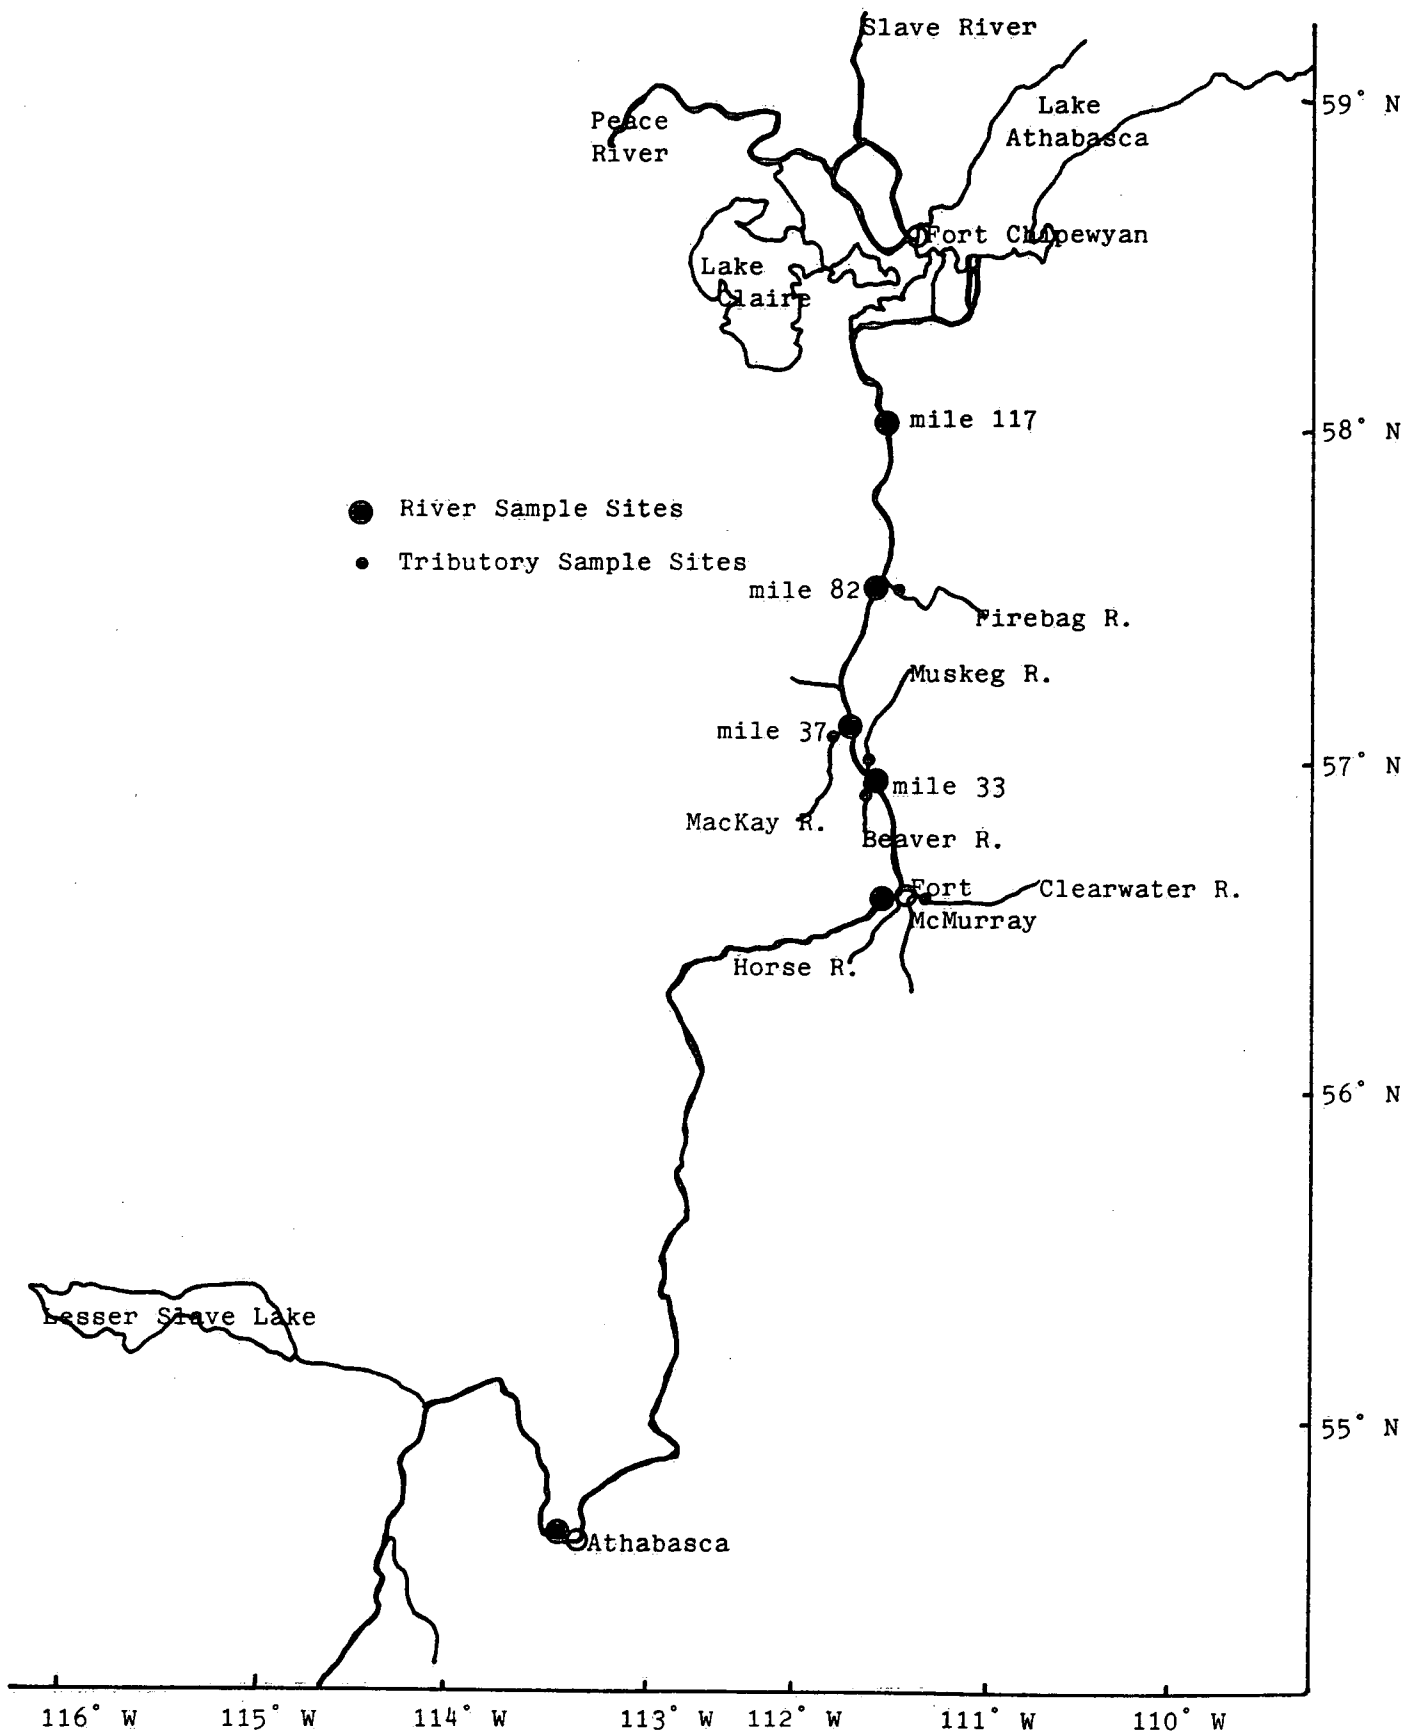 Slave River
59° N
Lake
Athabasca
Peace
River
Fort Chipewyan
Lake
Claire
mile 117
58° N
River Sample Sites
Tributory Sample Sites
mile 82
Firebag R.
Muskeg R.
mile 37
57° N
mile 33
MacKay R.
Beaver R.
Fort
McMurray
Clearwater R.
Horse R.
56° N
Lesser Slave Lake
55° N
Athabasca
116° W 115° W 114° W 113° W 112° W 111° W 110° W